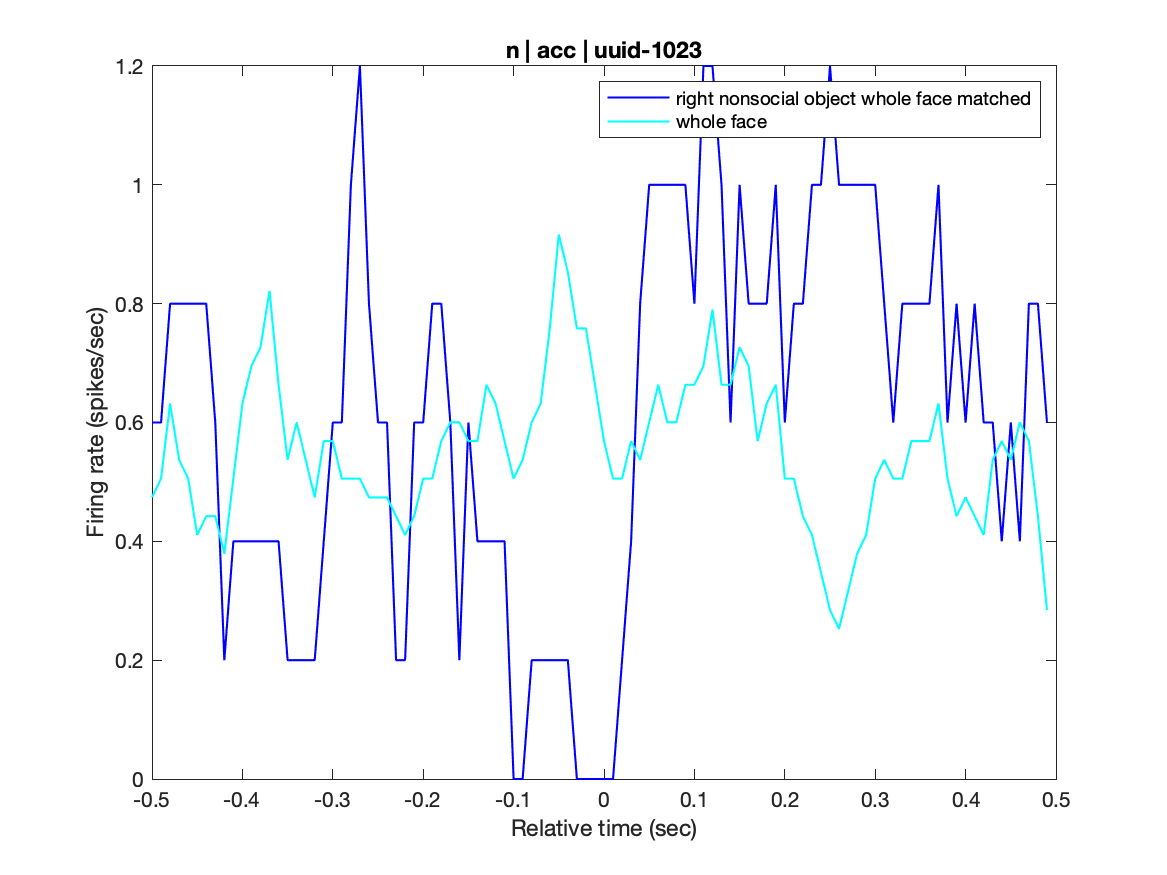 n | acc | uuid-1023
right nonsocial object whole face matched
whole face
Firing rate (spikes/sec)
1.2
1
0.8
0.6
0.4
0.2
0
-0.5 -0.4 -0.3 -0.2 -0.1 0 0.1 0.2 0.3 0.4 0.5
Relative time (sec)